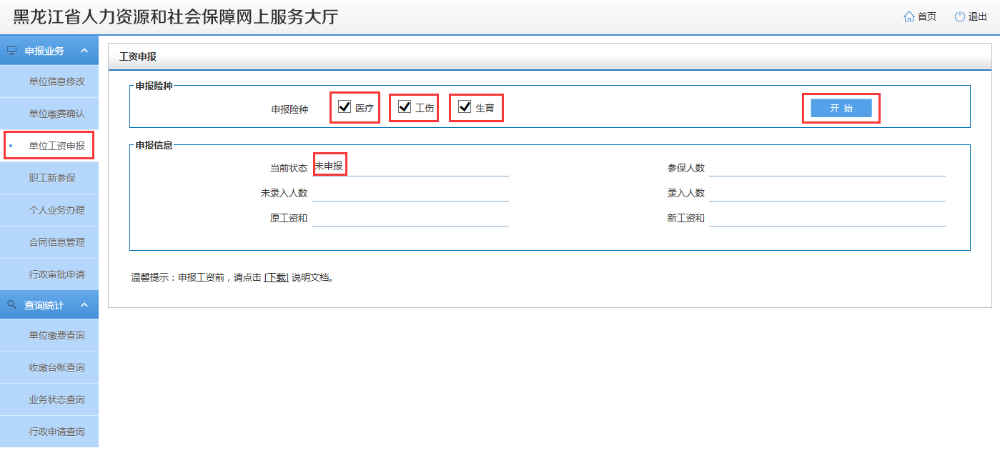 黑龙江省人力资源和社会保障网上服务大厅
首页 退出
申报业务
单位信息修改
单位缴费确认
单位工资申报
职工新参保
个人业务办理
合同信息管理
行政审批申请
查询统计
单位缴费查询
收缴台帐查询
业务状态查询
行政申请查询
工资申报
申报险种
申报险种 医疗 工伤 生育 开 始
申报信息
当前状态 未申报 参保人数
未录入人数 录入人数
原工资和 新工资和
温馨提示：申报工资前，请点击 [下载] 说明文档。